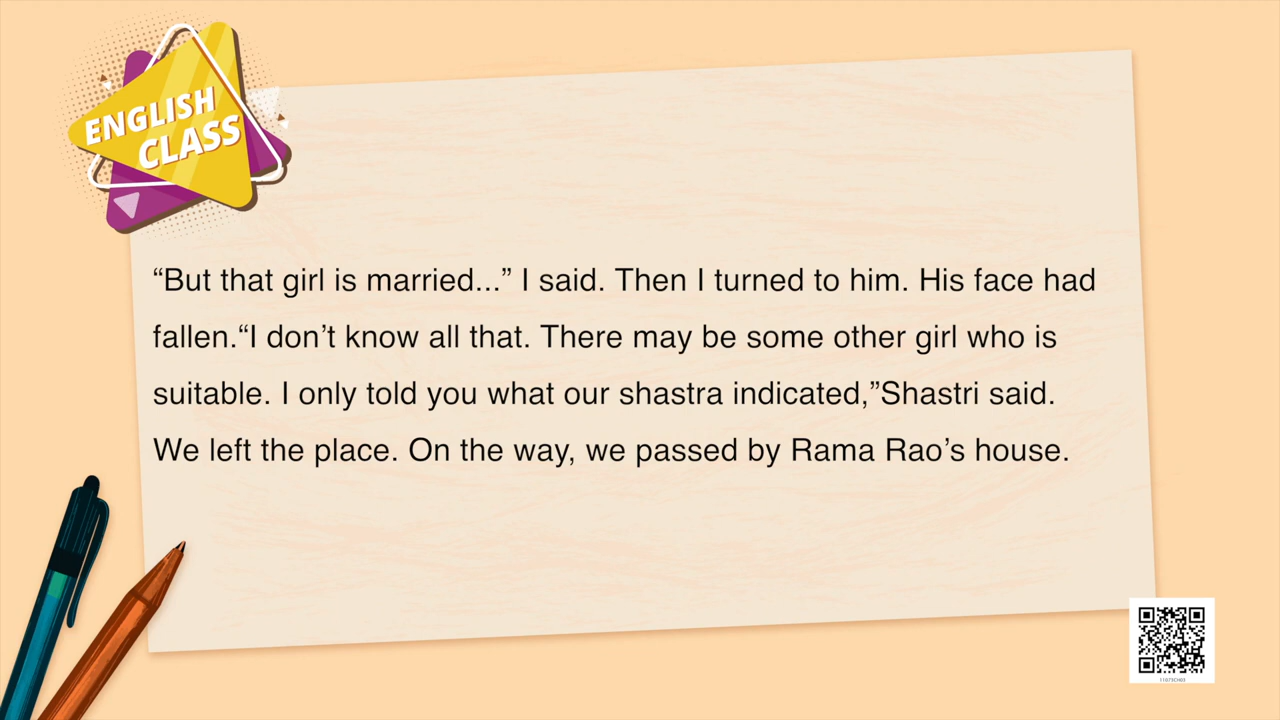 ENGLISH
CLASS
“But that girl is married...” I said. Then I turned to him. His face had
fallen.“I don’t know all that. There may be some other girl who is
suitable. I only told you what our shastra indicated,”Shastri said.
We left the place. On the way, we passed by Rama Rao’s house.